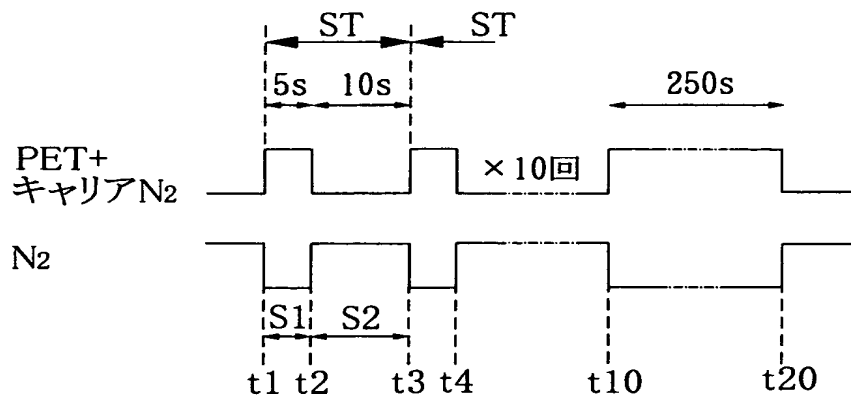 ST ST
5s 10s 250s
PET+
キャリアN₂ ×10回
N₂
S1 S2
t1 t2 t3 t4 t10 t20